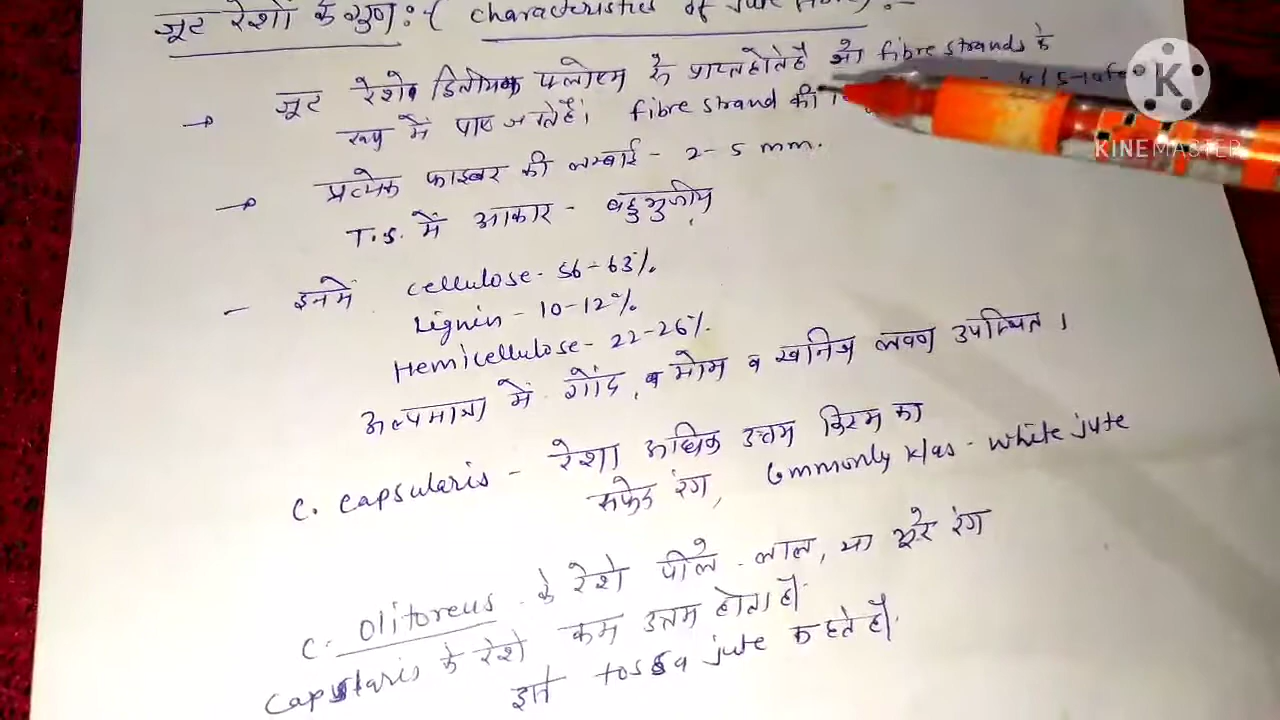 जूट रेशों के गुण :- ( Characteristics of Jute
→ जूट रेशे द्वितीयक फ्लोएम से प्राप्त होते है जो fibre strands के
रूप में पाए जाते हैं। fibre strand की
→ प्रत्येक फाइबर की लम्बाई - 2-5 mm.
T.S. में आकार - बहुभुजीय
- इनमें cellulose - 56-63%
Lignin - 10-12%
Hemicellulose - 22-26%
अल्पमात्रा में गोंद, व मोम व खनिज लवण उपस्थित।
C. capsularis - रेशा अधिक उत्तम किस्म का
सफेद रंग, Commonly k/as - white jute
C. olitoreus के रेशे पीले - लाल, या भूरे रंग
capsularis के रेशे कम उत्तम होता है।
इसे tossa jute कहते है।
K
KINEMASTER